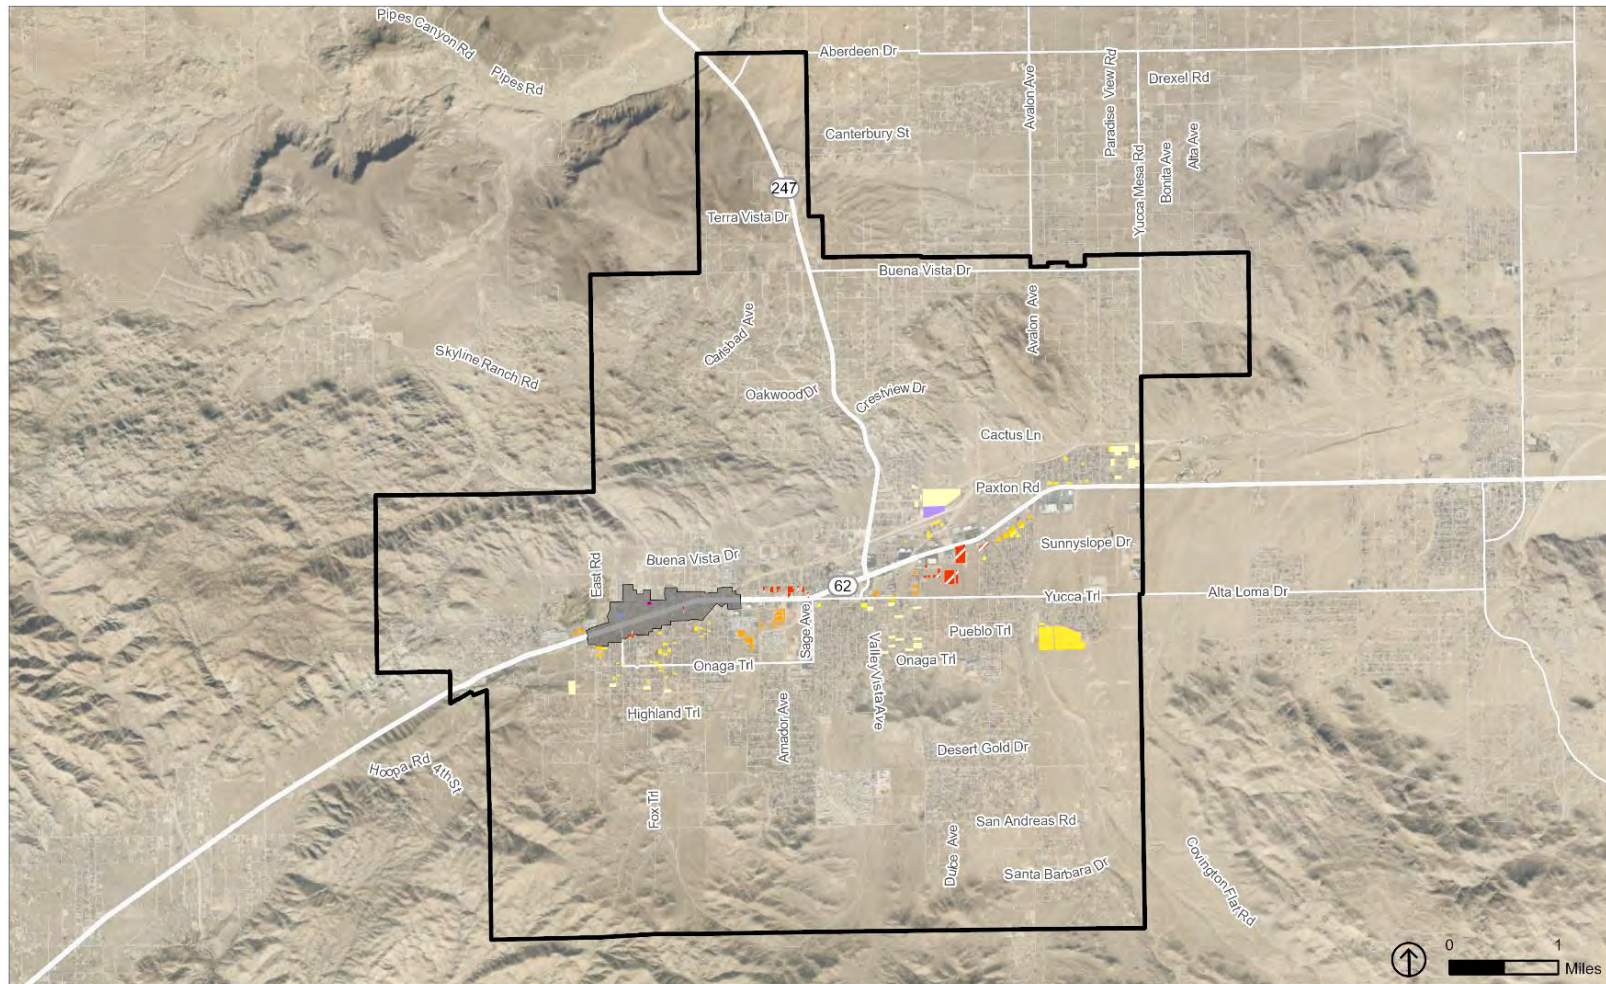 Pipes Canyon Rd
Pipes Rd
Aberdeen Dr
Avalon Ave
Paradise View Rd
Drexel Rd
Canterbury St
Yucca Mesa Rd
Bonita Ave
Alta Ave
247
Terra Vista Dr
Buena Vista Dr
Carlsbad Ave
Avalon Ave
Skyline Ranch Rd
Oakwood Dr
Crestview Dr
Cactus Ln
Paxton Rd
Sunnyslope Dr
East Rd
Buena Vista Dr
62
Yucca Trl
Alta Loma Dr
Sage Ave
Pueblo Trl
Valley Vista Ave
Onaga Trl
Onaga Trl
Highland Trl
Amador Ave
Desert Gold Dr
Hoopa Rd
4th St
Fox Trl
San Andreas Rd
Dube Ave
Santa Barbara Dr
Covington Flat Rd
0 1
Miles